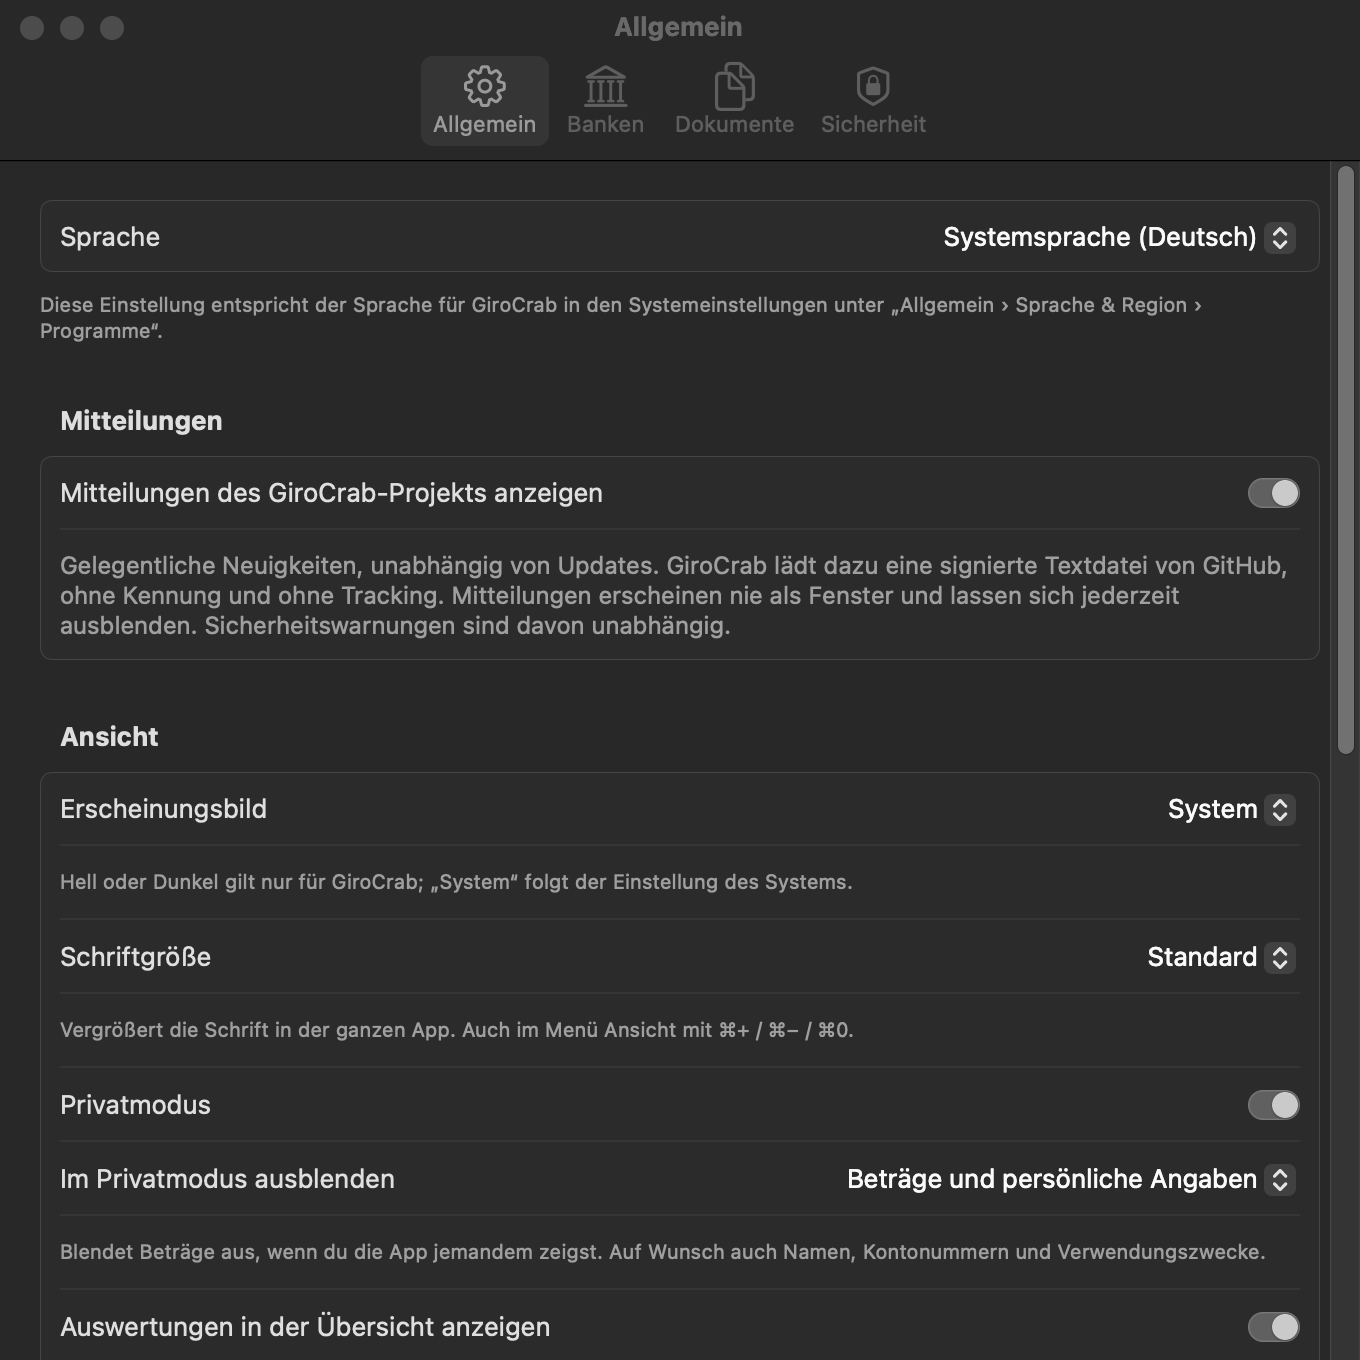 Allgemein
Allgemein
Banken
Dokumente
Sicherheit
Sprache
Systemsprache (Deutsch)
Diese Einstellung entspricht der Sprache für GiroCrab in den Systemeinstellungen unter „Allgemein › Sprache & Region ›
Programme“.
Mitteilungen
Mitteilungen des GiroCrab-Projekts anzeigen
Gelegentliche Neuigkeiten, unabhängig von Updates. GiroCrab lädt dazu eine signierte Textdatei von GitHub,
ohne Kennung und ohne Tracking. Mitteilungen erscheinen nie als Fenster und lassen sich jederzeit
ausblenden. Sicherheitswarnungen sind davon unabhängig.
Ansicht
Erscheinungsbild
System
Hell oder Dunkel gilt nur für GiroCrab; „System“ folgt der Einstellung des Systems.
Schriftgröße
Standard
Vergrößert die Schrift in der ganzen App. Auch im Menü Ansicht mit ⌘+ / ⌘− / ⌘0.
Privatmodus
Im Privatmodus ausblenden
Beträge und persönliche Angaben
Blendet Beträge aus, wenn du die App jemandem zeigst. Auf Wunsch auch Namen, Kontonummern und Verwendungszwecke.
Auswertungen in der Übersicht anzeigen